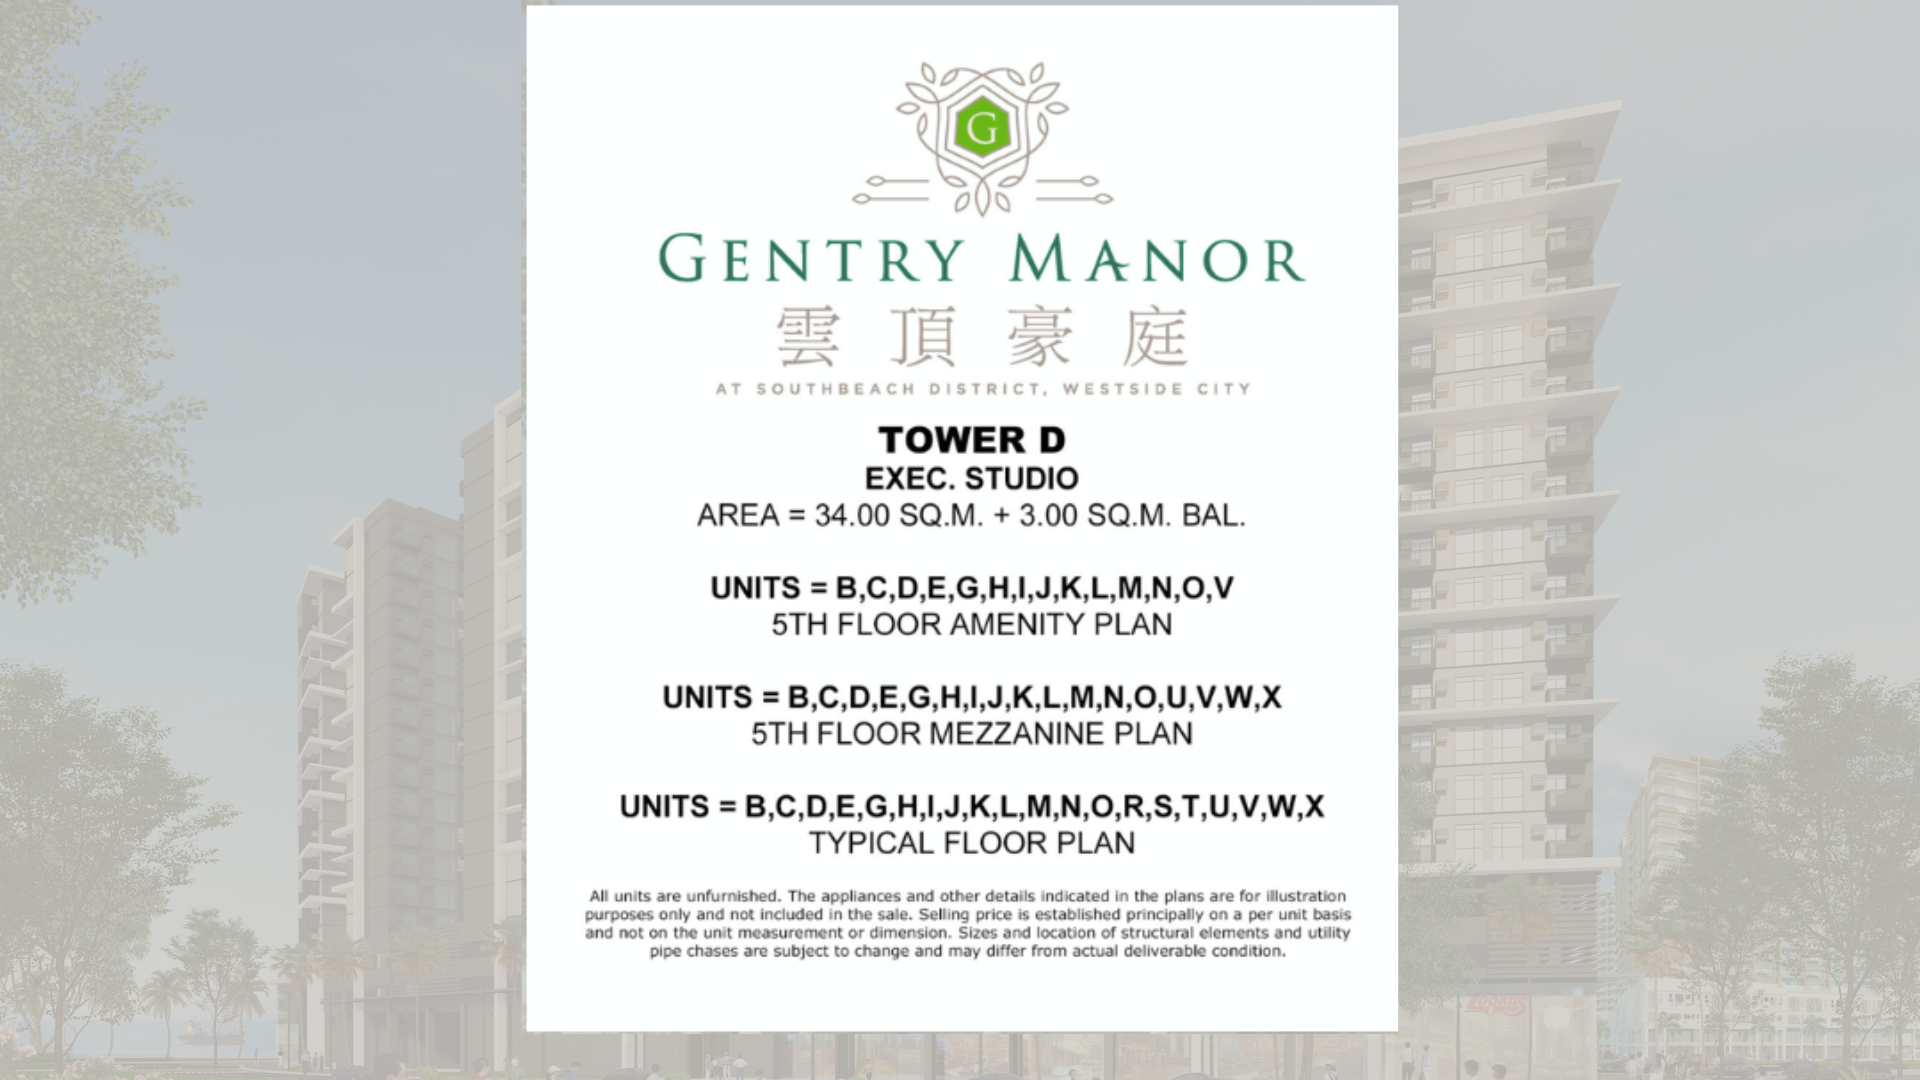 G
GENTRY MANOR
雲頂豪庭
AT SOUTHBEACH DISTRICT, WESTSIDE CITY
TOWER D
EXEC. STUDIO
AREA = 34.00 SQ.M. + 3.00 SQ.M. BAL.
UNITS = B,C,D,E,G,H,I,J,K,L,M,N,O,V
5TH FLOOR AMENITY PLAN
UNITS = B,C,D,E,G,H,I,J,K,L,M,N,O,U,V,W,X
5TH FLOOR MEZZANINE PLAN
UNITS = B,C,D,E,G,H,I,J,K,L,M,N,O,R,S,T,U,V,W,X
TYPICAL FLOOR PLAN
All units are unfurnished. The appliances and other details indicated in the plans are for illustration
purposes only and not included in the sale. Selling price is established principally on a per unit basis
and not on the unit measurement or dimension. Sizes and location of structural elements and utility
pipe chases are subject to change and may differ from actual deliverable condition.